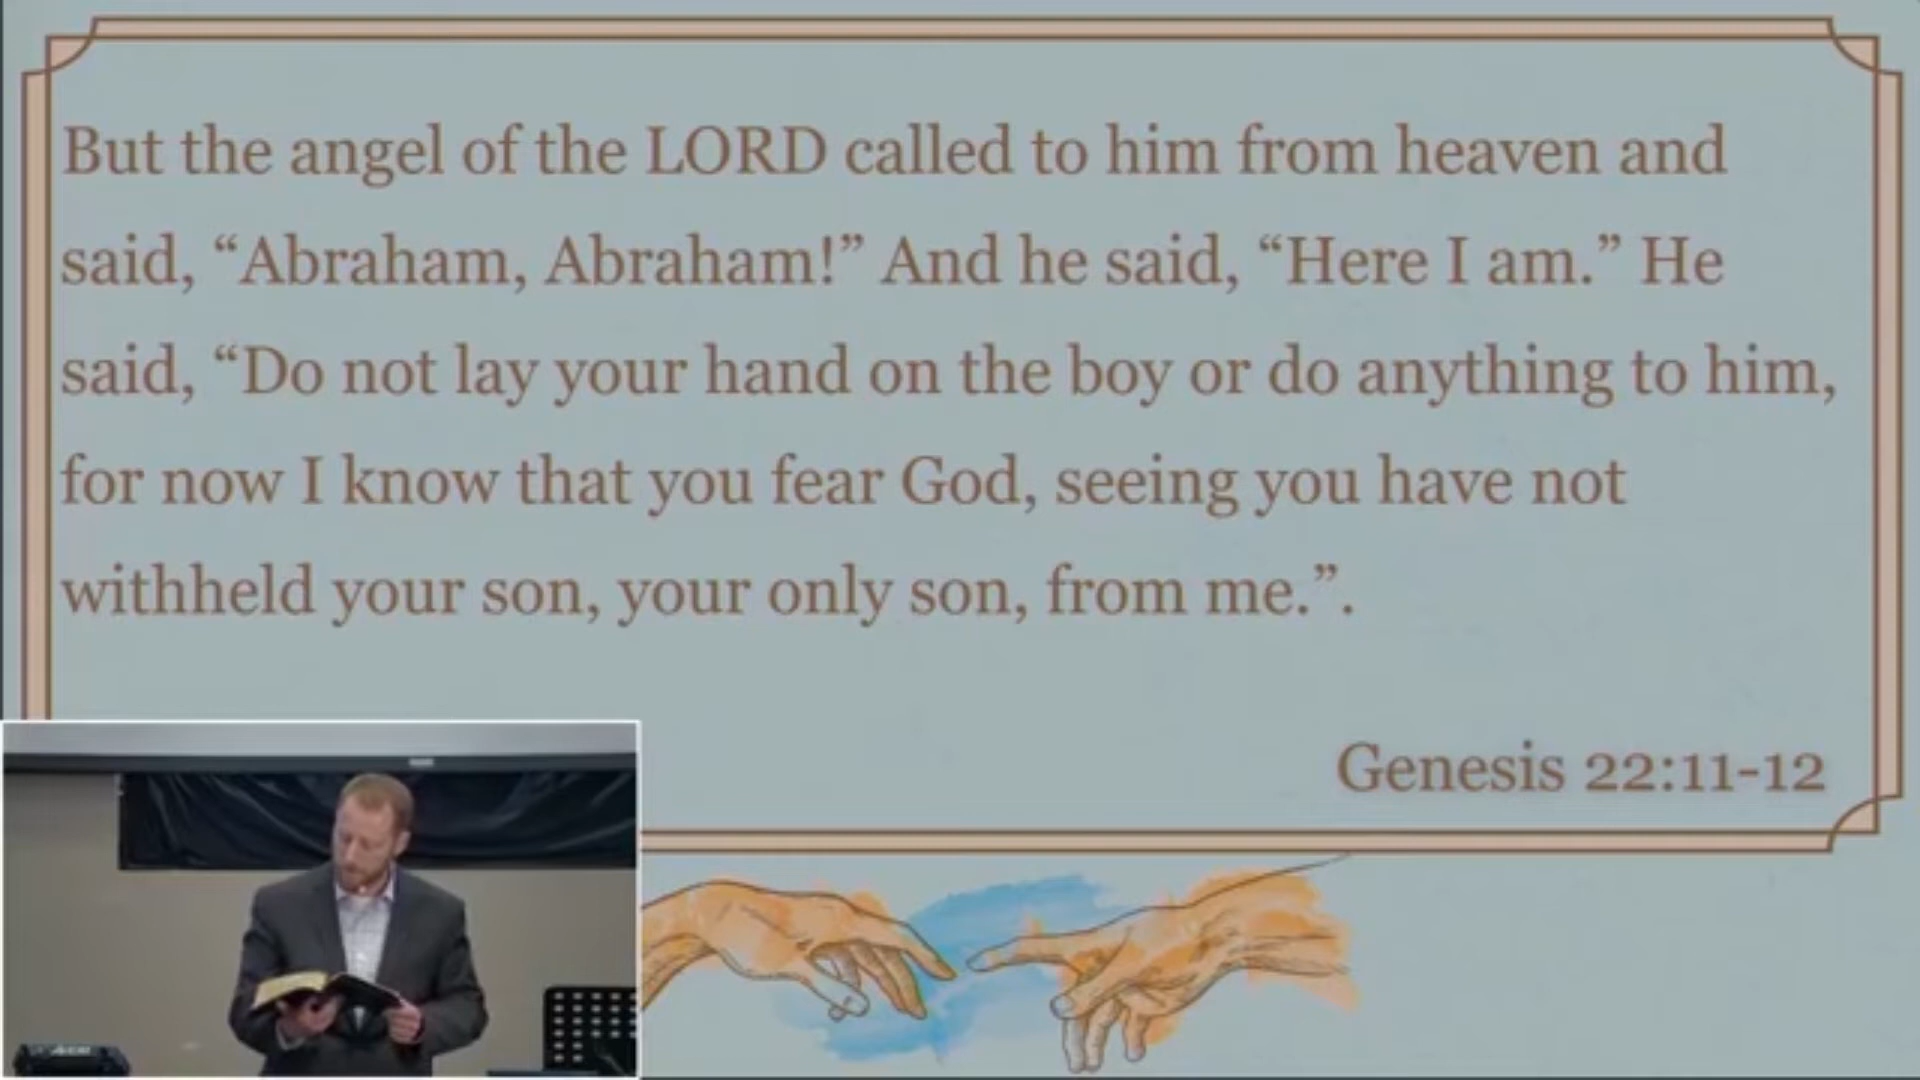 But the angel of the LORD called to him from heaven and
said, “Abraham, Abraham!” And he said, “Here I am.” He
said, “Do not lay your hand on the boy or do anything to him,
for now I know that you fear God, seeing you have not
withheld your son, your only son, from me.”.
Genesis 22:11-12